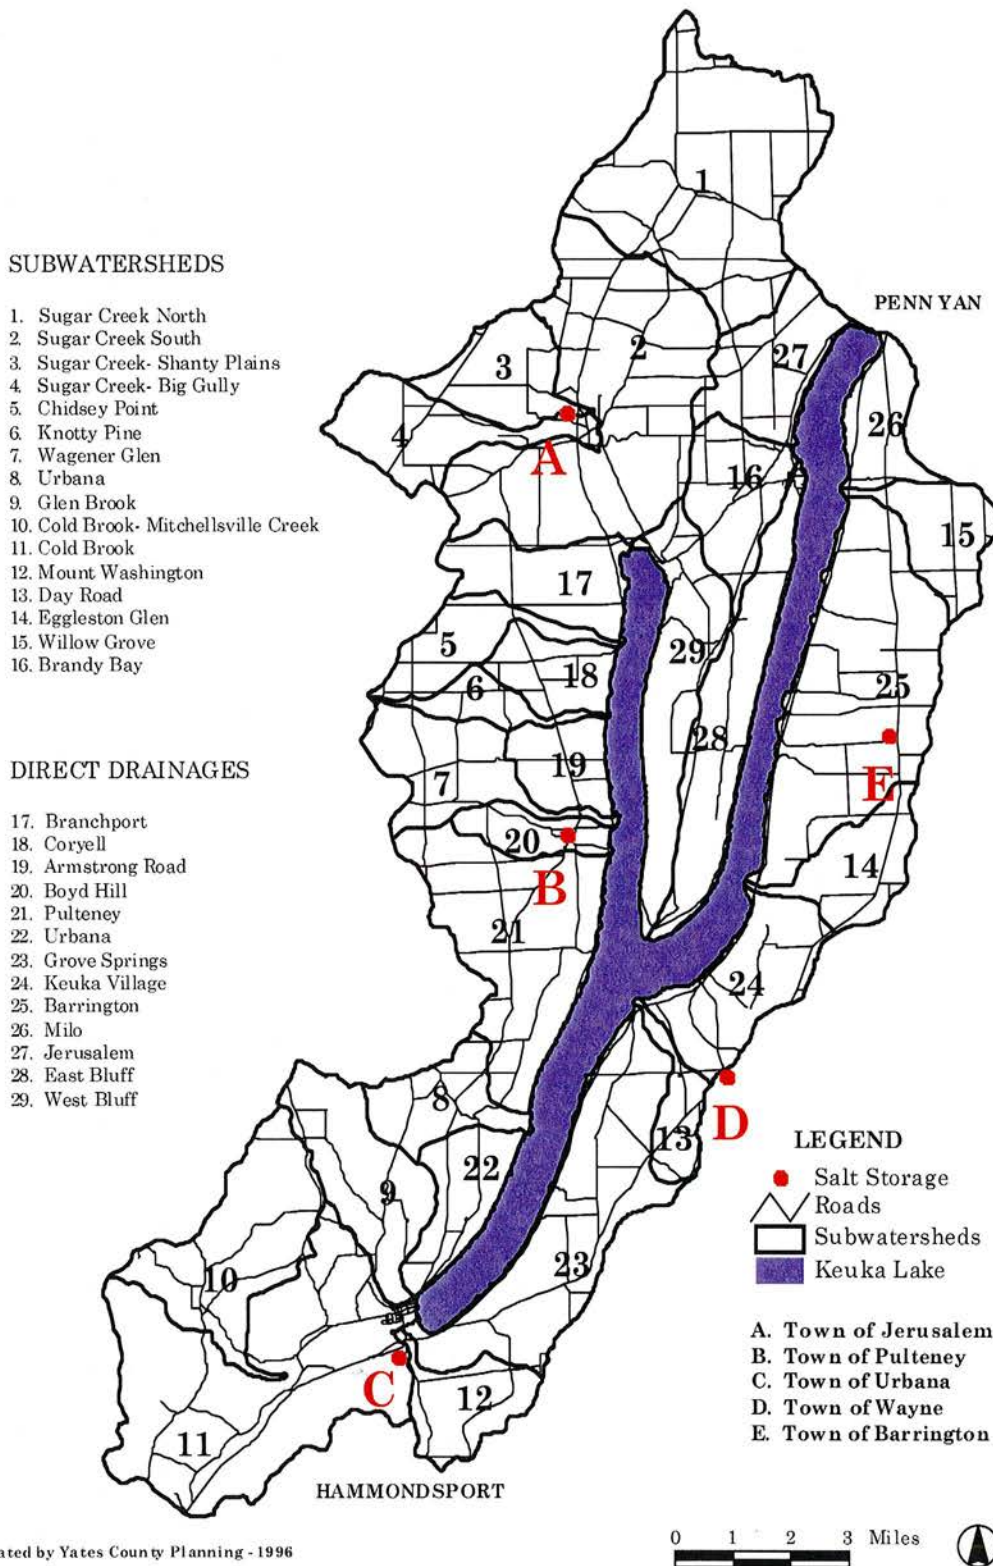 SUBWATERSHEDS
1. Sugar Creek North
2. Sugar Creek South
3. Sugar Creek- Shanty Plains
4. Sugar Creek- Big Gully
5. Chidsey Point
6. Knotty Pine
7. Wagener Glen
8. Urbana
9. Glen Brook
10. Cold Brook- Mitchellsville Creek
11. Cold Brook
12. Mount Washington
13. Day Road
14. Eggleston Glen
15. Willow Grove
16. Brandy Bay
DIRECT DRAINAGES
17. Branchport
18. Coryell
19. Armstrong Road
20. Boyd Hill
21. Pulteney
22. Urbana
23. Grove Springs
24. Keuka Village
25. Barrington
26. Milo
27. Jerusalem
28. East Bluff
29. West Bluff
1
PENN YAN
2
27
3
26
4
A
16
15
17
5
29
18
6
25
28
19
7
E
20
14
B
21
24
8
D
13
22
9
23
10
C
12
11
HAMMONDSPORT
LEGEND
Salt Storage
Roads
Subwatersheds
Keuka Lake
A. Town of Jerusalem
B. Town of Pulteney
C. Town of Urbana
D. Town of Wayne
E. Town of Barrington
0 1 2 3 Miles
ated by Yates County Planning - 1996